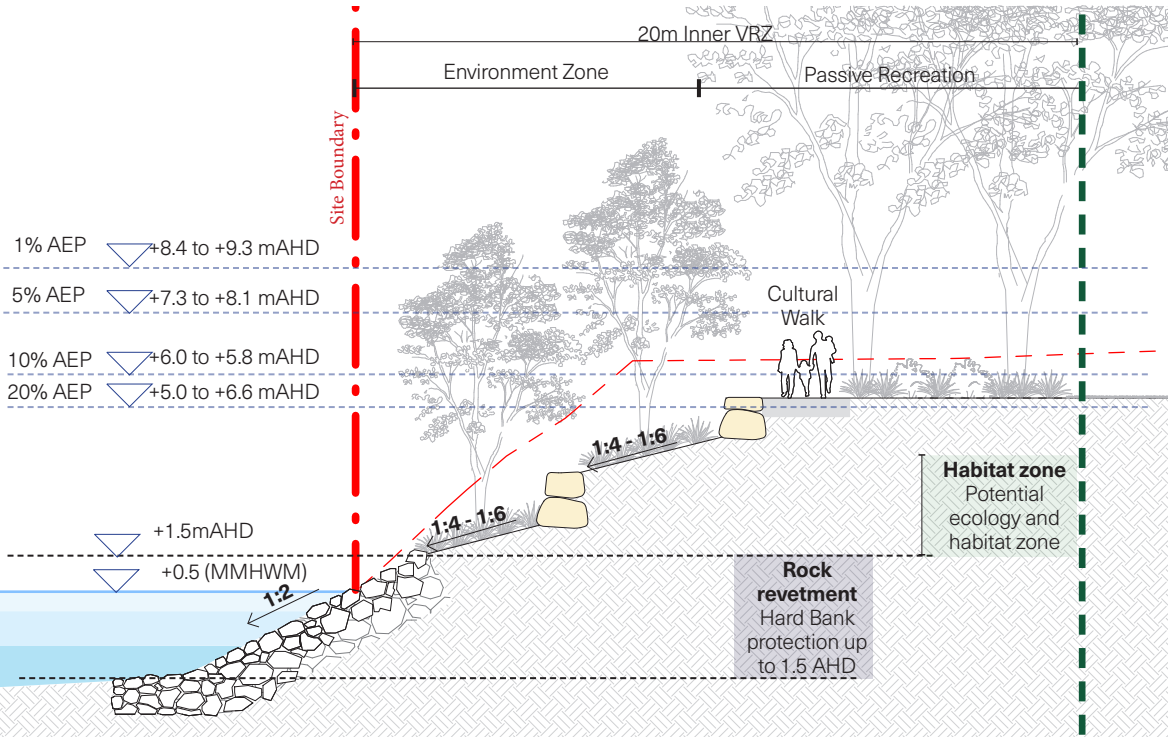 20m Inner VRZ
Environment Zone
Passive Recreation
Site Boundary
1% AEP
+8.4 to +9.3 mAHD
5% AEP
+7.3 to +8.1 mAHD
Cultural
Walk
10% AEP
+6.0 to +5.8 mAHD
20% AEP
+5.0 to +6.6 mAHD
1:4 - 1:6
Habitat zone
Potential
ecology and
habitat zone
1:4 - 1:6
+1.5mAHD
+0.5 (MMHWM)
1:2
Rock
revetment
Hard Bank
protection up
to 1.5 AHD